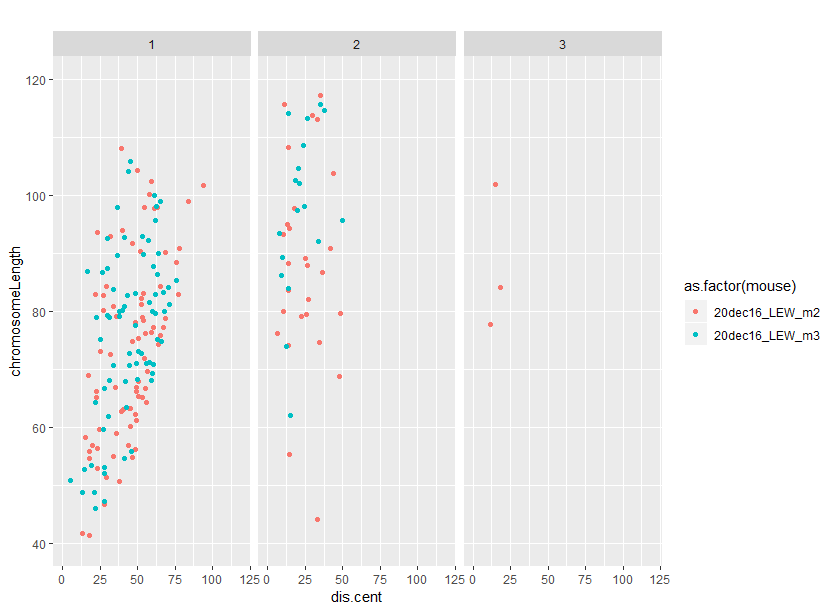 1 2 3
120
100
80
60
40
chromosomeLength
0 25 50 75 100 125 0 25 50 75 100 125 0 25 50 75 100 125
dis.cent
as.factor(mouse)
20dec16_LEW_m2
20dec16_LEW_m3